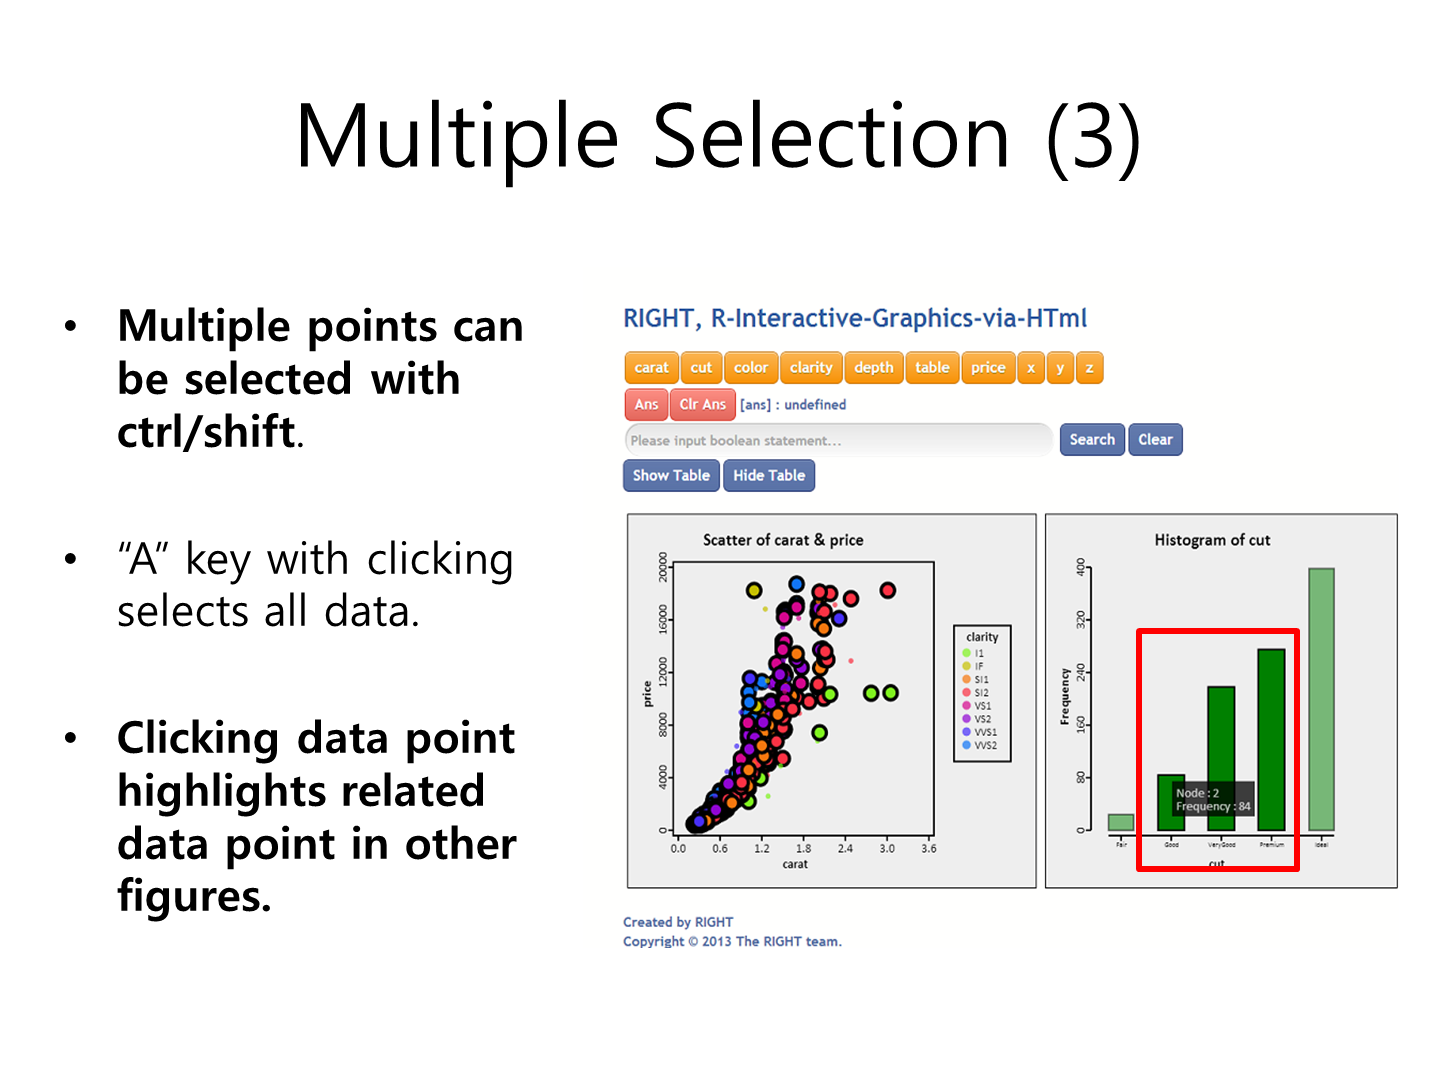 Multiple Selection (3)
• Multiple points can
be selected with
ctrl/shift.
• “A” key with clicking
selects all data.
• Clicking data point
highlights related
data point in other
figures.
RIGHT, R-Interactive-Graphics-via-HTml
carat cut color clarity depth table price x y z
Ans Clr Ans [ans] : undefined
Please input boolean statement... Search Clear
Show Table Hide Table
Scatter of carat & price
20000
16000
12000
8000
4000
0
price
0.0 0.6 1.2 1.8 2.4 3.0 3.6
carat
clarity
I1
IF
SI1
SI2
VS1
VS2
VVS1
VVS2
Histogram of cut
400
320
240
160
80
0
Frequency
Node : 2
Frequency : 84
Fair Good VeryGood Premium Ideal
cut
Created by RIGHT
Copyright © 2013 The RIGHT team.